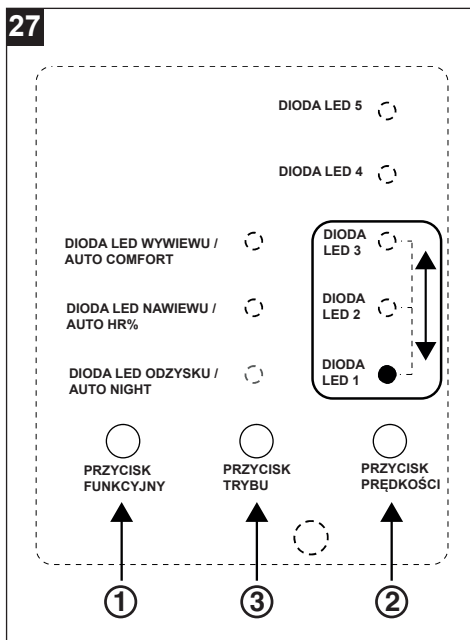 27
DIODA LED 5
DIODA LED 4
DIODA LED WYWIEWU /
AUTO COMFORT
DIODA
LED 3
DIODA LED NAWIEWU /
AUTO HR%
DIODA
LED 2
DIODA LED ODZYSKU /
AUTO NIGHT
DIODA
LED 1
PRZYCISK
FUNKCYJNY
PRZYCISK
TRYBU
PRZYCISK
PRĘDKOŚCI
1
3
2